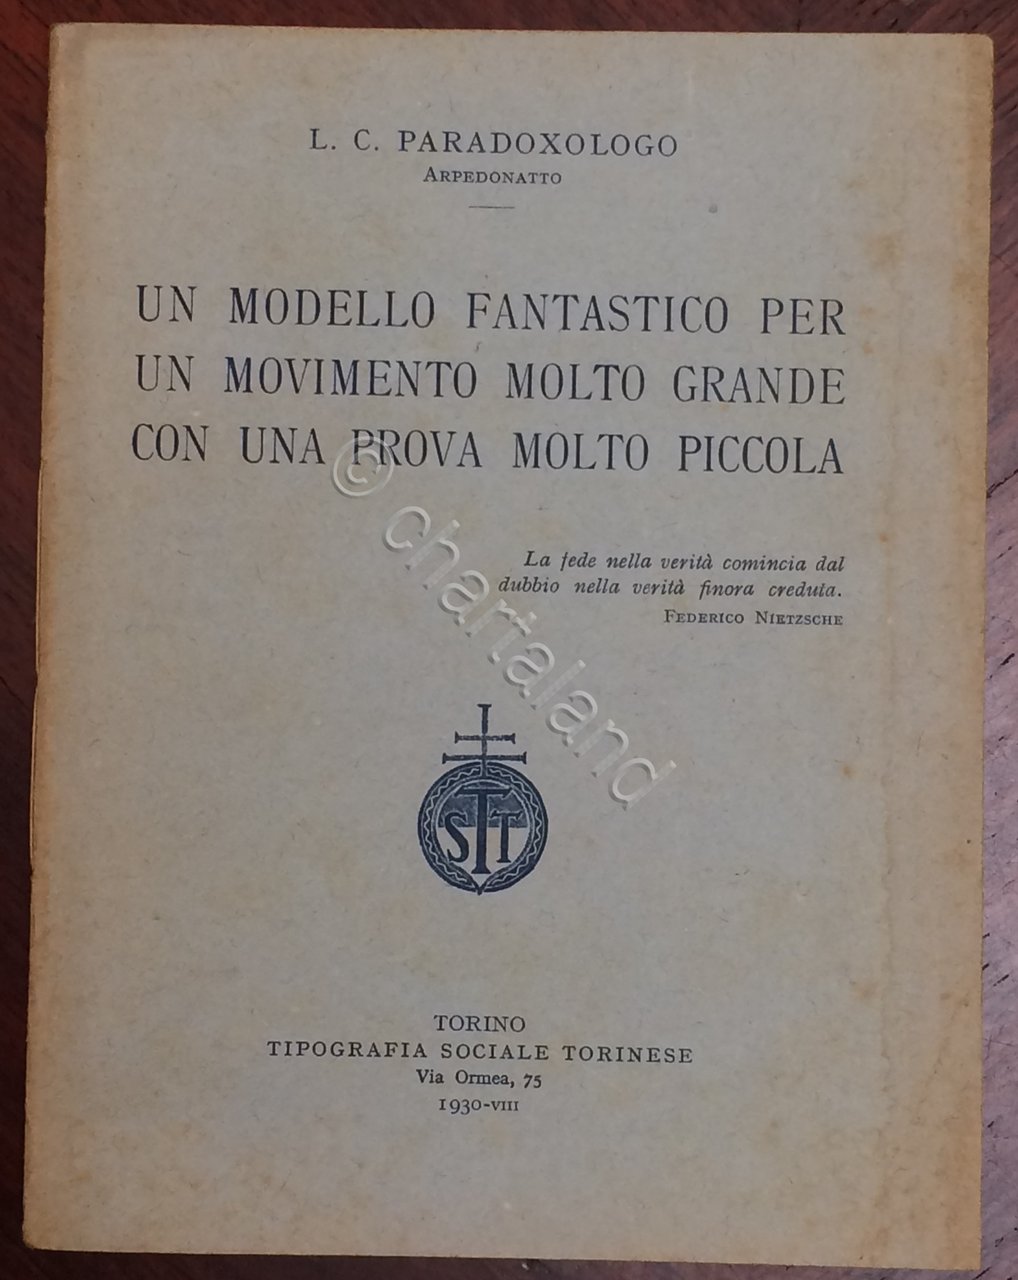 L. C. PARADOXOLOGO
ARPEDONATTO
UN MODELLO FANTASTICO PER
UN MOVIMENTO MOLTO GRANDE
CON UNA PROVA MOLTO PICCOLA
La fede nella verità comincia dal
dubbio nella verità finora creduta.
FEDERICO NIETZSCHE
© chartaland
STT
TORINO
TIPOGRAFIA SOCIALE TORINESE
Via Ormea, 75
1930-VIII